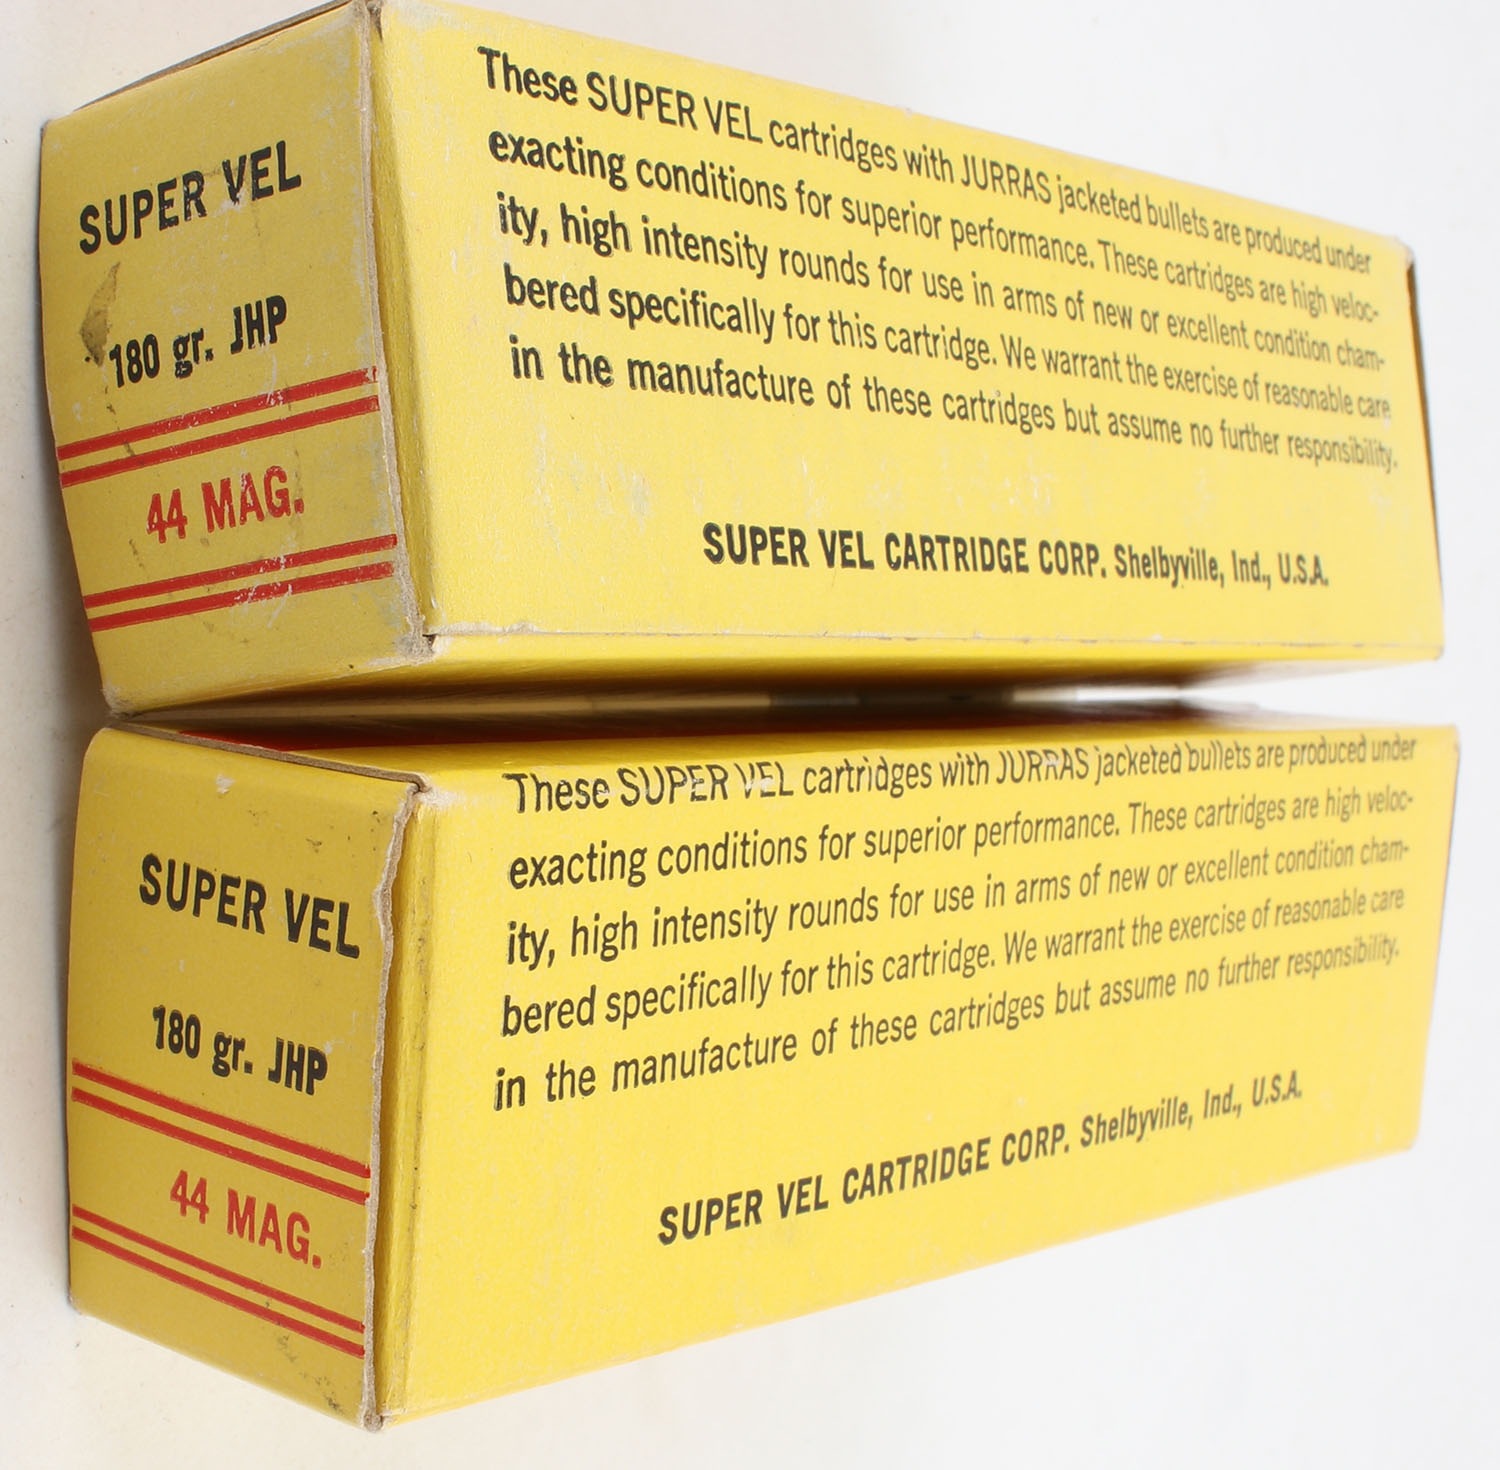 SUPER VEL
180 gr. JHP
44 MAG.
These SUPER VEL cartridges with JURRAS jacketed bullets are produced under
exacting conditions for superior performance. These cartridges are high veloc-
ity, high intensity rounds for use in arms of new or excellent condition cham-
bered specifically for this cartridge. We warrant the exercise of reasonable care
in the manufacture of these cartridges but assume no further responsibility.
SUPER VEL CARTRIDGE CORP. Shelbyville, Ind., U.S.A.
SUPER VEL
180 gr. JHP
44 MAG.
These SUPER VEL cartridges with JURRAS jacketed bullets are produced under
exacting conditions for superior performance. These cartridges are high veloc-
ity, high intensity rounds for use in arms of new or excellent condition cham-
bered specifically for this cartridge. We warrant the exercise of reasonable care
in the manufacture of these cartridges but assume no further responsibility.
SUPER VEL CARTRIDGE CORP. Shelbyville, Ind., U.S.A.